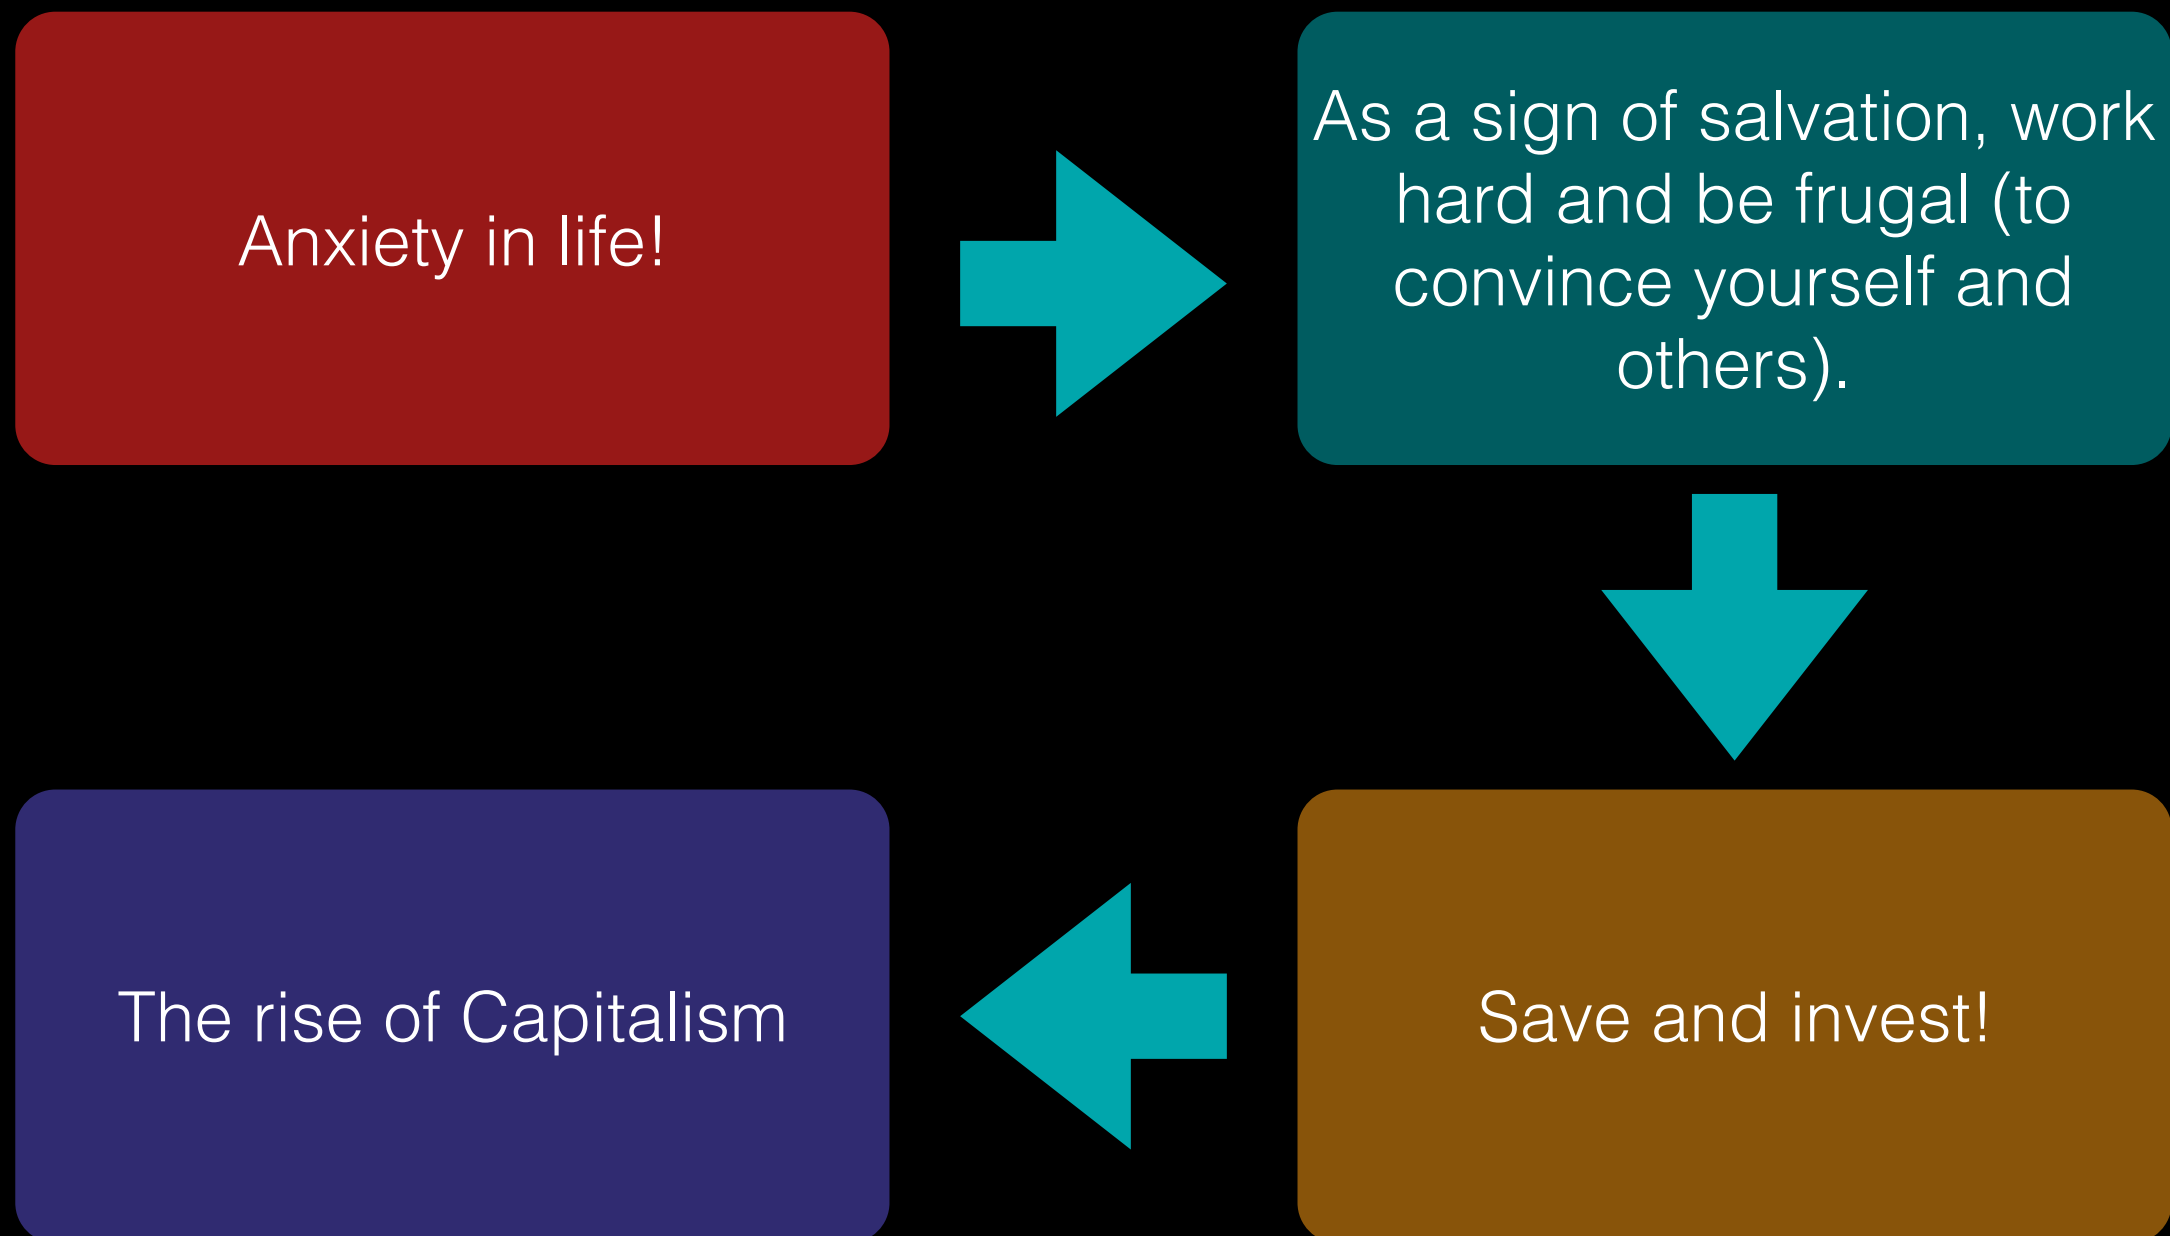 Anxiety in life!
As a sign of salvation, work
hard and be frugal (to
convince yourself and
others).
Save and invest!
The rise of Capitalism